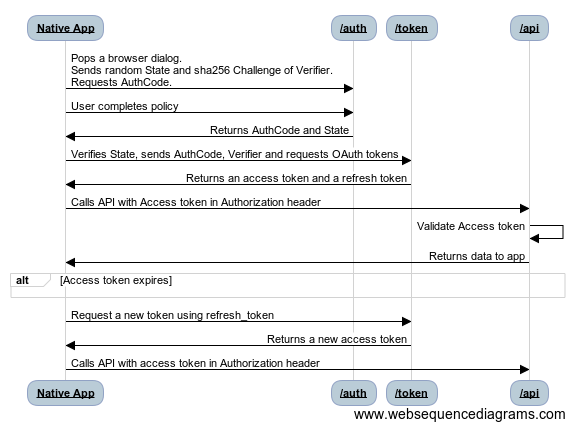 Native App /auth /token /api
Pops a browser dialog.
Sends random State and sha256 Challenge of Verifier.
Requests AuthCode.
User completes policy
Returns AuthCode and State
Verifies State, sends AuthCode, Verifier and requests OAuth tokens
Returns an access token and a refresh token
Calls API with Access token in Authorization header
Validate Access token
Returns data to app
alt [Access token expires]
Request a new token using refresh_token
Returns a new access token
Calls API with access token in Authorization header
Native App /auth /token /api
www.websequencediagrams.com